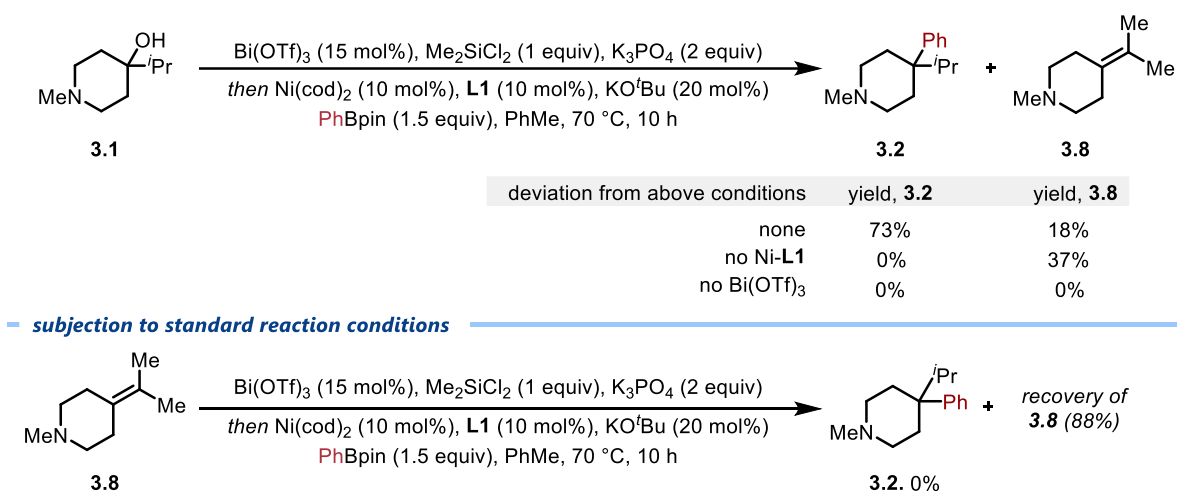 OH
iPr
MeN
3.1
Bi(OTf)3 (15 mol%), Me2SiCl2 (1 equiv), K3PO4 (2 equiv)
then Ni(cod)2 (10 mol%), L1 (10 mol%), KOtBu (20 mol%)
PhBpin (1.5 equiv), PhMe, 70 °C, 10 h
Ph
iPr
MeN
3.2
+
Me
Me
MeN
3.8
deviation from above conditions yield, 3.2 yield, 3.8
none 73% 18%
no Ni-L1 0% 37%
no Bi(OTf)3 0% 0%
subjection to standard reaction conditions
Me
Me
MeN
3.8
Bi(OTf)3 (15 mol%), Me2SiCl2 (1 equiv), K3PO4 (2 equiv)
then Ni(cod)2 (10 mol%), L1 (10 mol%), KOtBu (20 mol%)
PhBpin (1.5 equiv), PhMe, 70 °C, 10 h
iPr
Ph
MeN
3.2. 0%
+
recovery of
3.8 (88%)